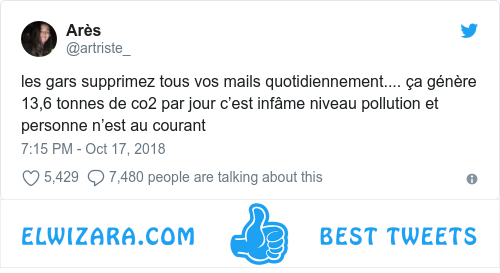 Arès
@artriste_
les gars supprimez tous vos mails quotidiennement.... ça génère
13,6 tonnes de co2 par jour c’est infâme niveau pollution et
personne n’est au courant
7:15 PM - Oct 17, 2018
5,429 7,480 people are talking about this
ELWIZARA.COM BEST TWEETS